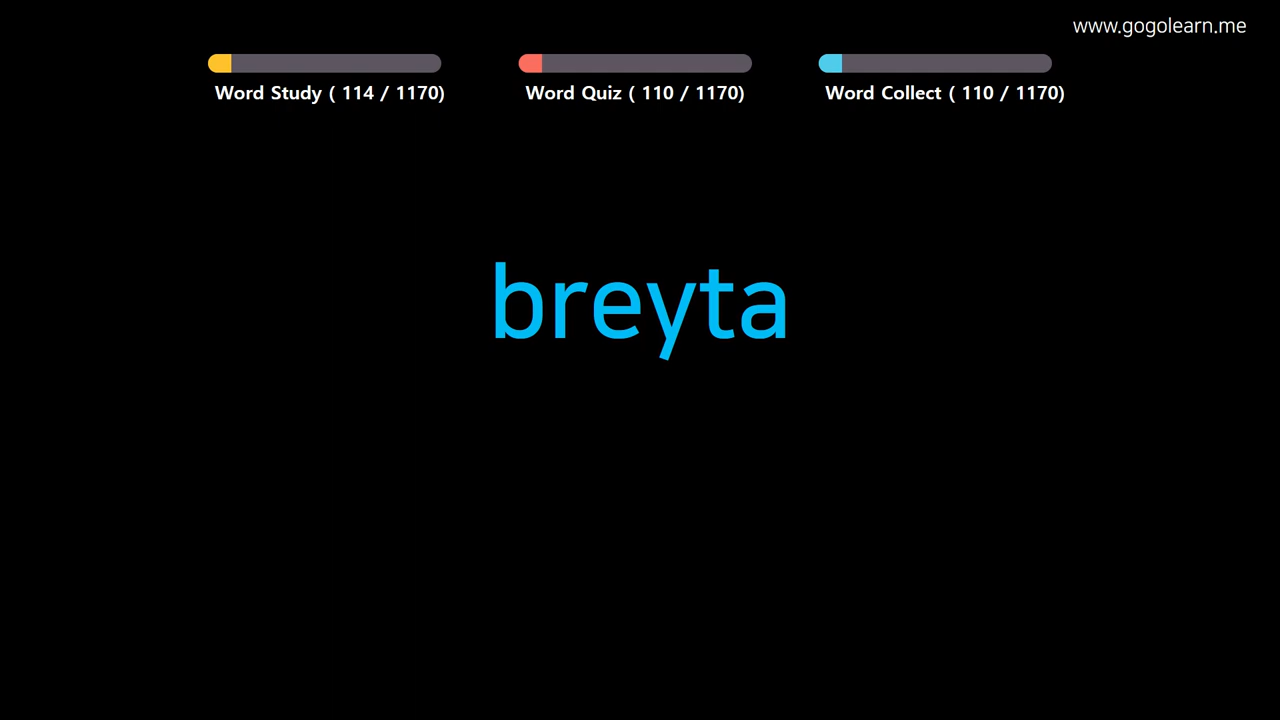 www.gogolearn.me
Word Study ( 114 / 1170)
Word Quiz ( 110 / 1170)
Word Collect ( 110 / 1170)
breyta